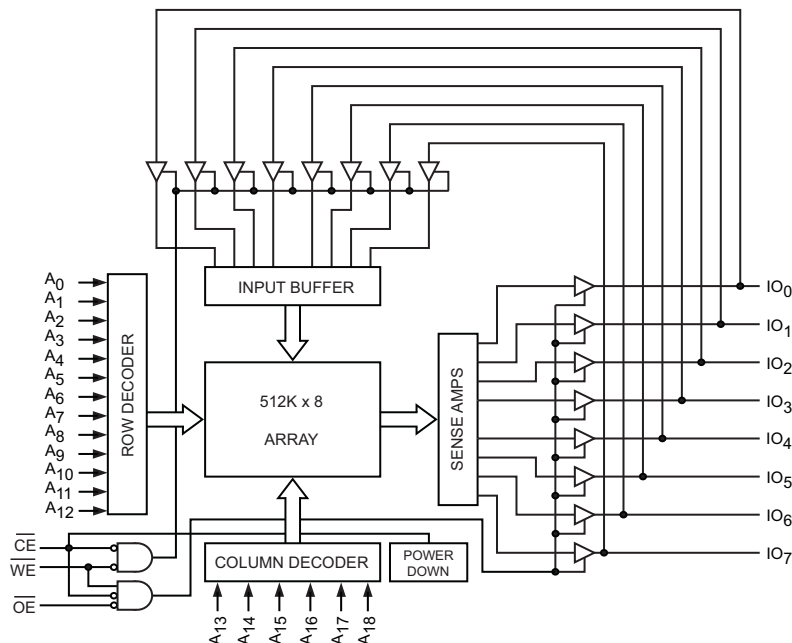 INPUT BUFFER
A0
A1
A2
A3
A4
A5
A6
A7
A8
A9
A10
A11
A12
ROW DECODER
512K x 8
ARRAY
SENSE AMPS
IO0
IO1
IO2
IO3
IO4
IO5
IO6
IO7
CE
WE
OE
COLUMN DECODER
POWER
DOWN
A13
A14
A15
A16
A17
A18